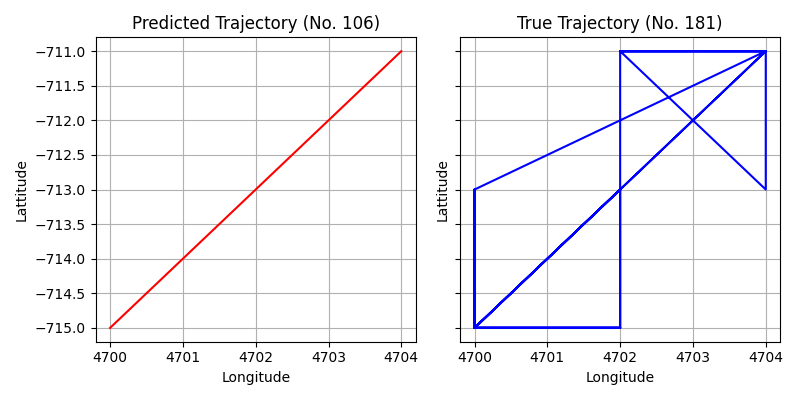 Predicted Trajectory (No. 106)
True Trajectory (No. 181)
−711.0
−711.5
−712.0
−712.5
−713.0
−713.5
−714.0
−714.5
−715.0
Lattitude
Lattitude
4700 4701 4702 4703 4704
4700 4701 4702 4703 4704
Longitude
Longitude